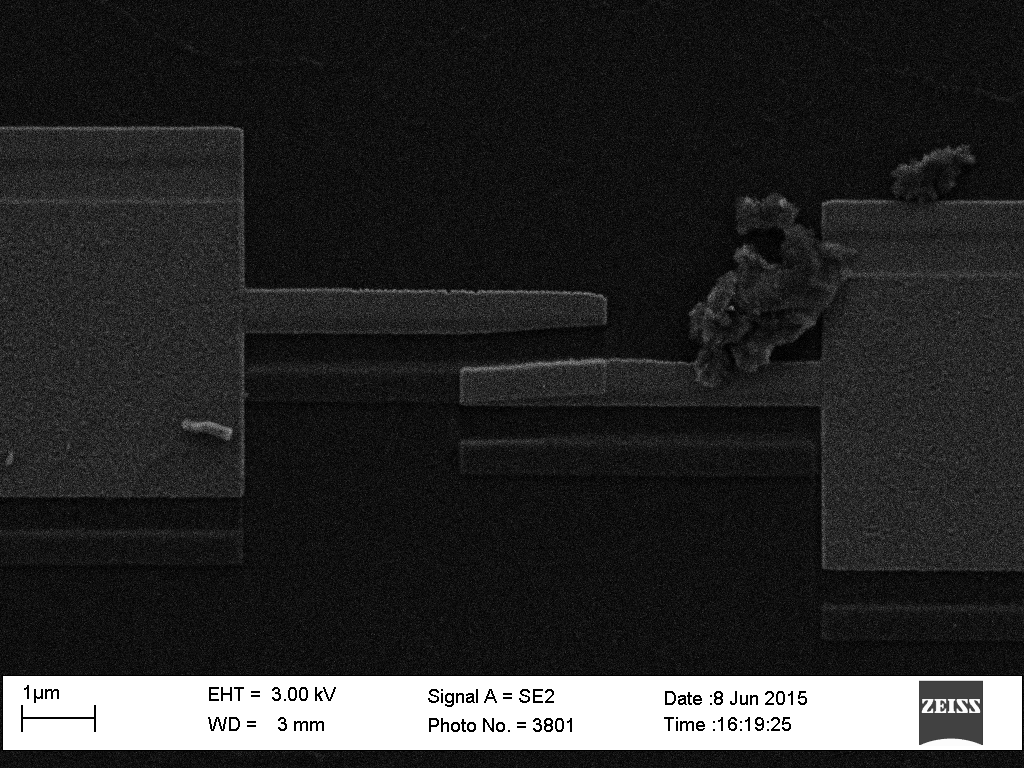 1µm
EHT = 3.00 kV
Signal A = SE2
Date :8 Jun 2015
ZEISS
WD = 3 mm
Photo No. = 3801
Time :16:19:25